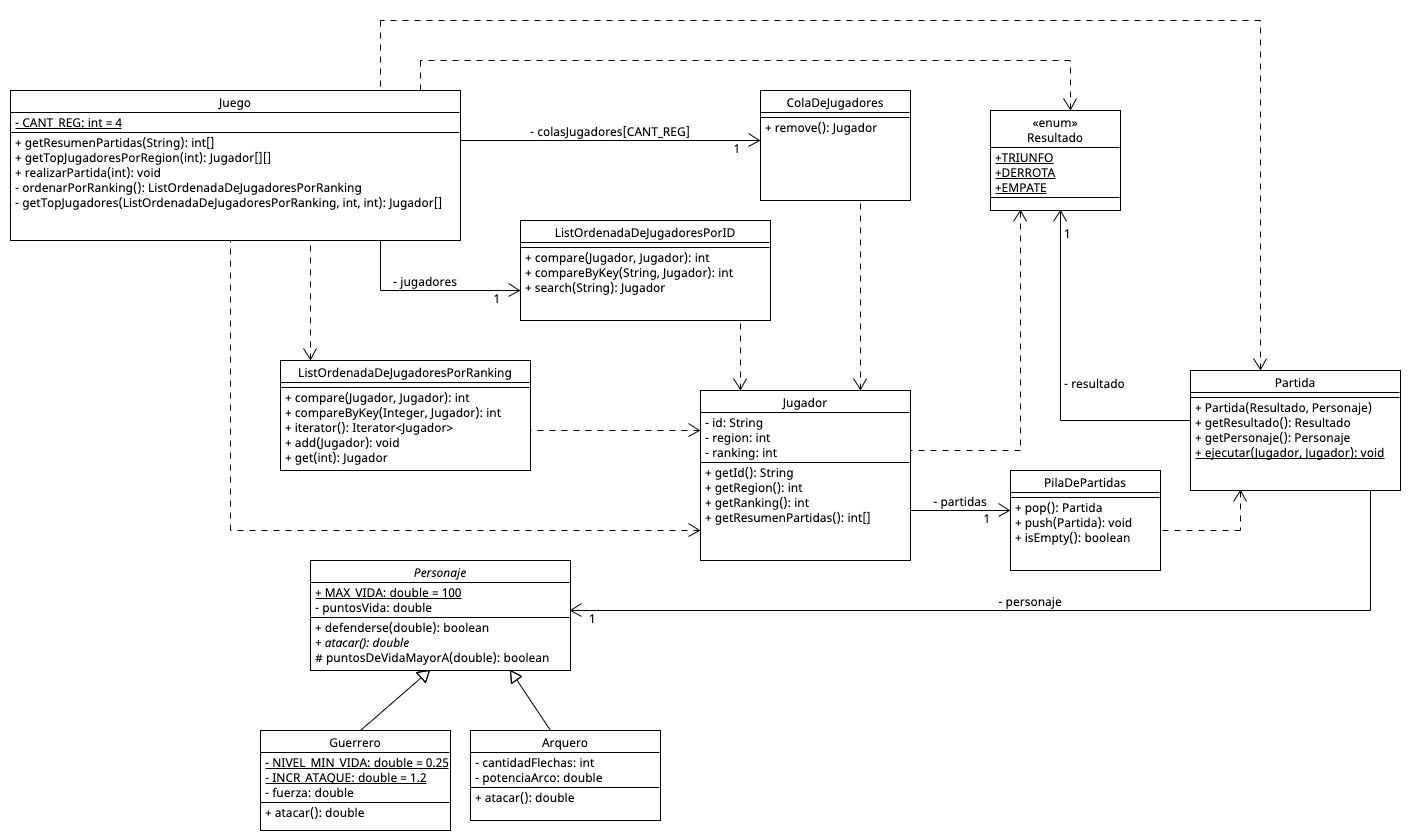 Juego
- CANT_REG: int = 4
+ getResumenPartidas(String): int[]
+ getTopJugadoresPorRegion(int): Jugador[][]
+ realizarPartida(int): void
- ordenarPorRanking(): ListOrdenadaDeJugadoresPorRanking
- getTopJugadores(ListOrdenadaDeJugadoresPorRanking, int, int): Jugador[]
- colasJugadores[CANT_REG]
1
ColaDeJugadores
+ remove(): Jugador
«enum»
Resultado
+TRIUNFO
+DERROTA
+EMPATE
1
- jugadores
1
ListOrdenadaDeJugadoresPorID
+ compare(Jugador, Jugador): int
+ compareByKey(String, Jugador): int
+ search(String): Jugador
ListOrdenadaDeJugadoresPorRanking
+ compare(Jugador, Jugador): int
+ compareByKey(Integer, Jugador): int
+ iterator(): Iterator<Jugador>
+ add(Jugador): void
+ get(int): Jugador
Jugador
- id: String
- region: int
- ranking: int
+ getId(): String
+ getRegion(): int
+ getRanking(): int
+ getResumenPartidas(): int[]
- resultado
Partida
+ Partida(Resultado, Personaje)
+ getResultado(): Resultado
+ getPersonaje(): Personaje
+ ejecutar(Jugador, Jugador): void
- partidas
1
PilaDePartidas
+ pop(): Partida
+ push(Partida): void
+ isEmpty(): boolean
Personaje
+ MAX_VIDA: double = 100
- puntosVida: double
+ defenderse(double): boolean
+ atacar(): double
# puntosDeVidaMayorA(double): boolean
- personaje
1
Guerrero
- NIVEL_MIN_VIDA: double = 0.25
- INCR_ATAQUE: double = 1.2
- fuerza: double
+ atacar(): double
Arquero
- cantidadFlechas: int
- potenciaArco: double
+ atacar(): double